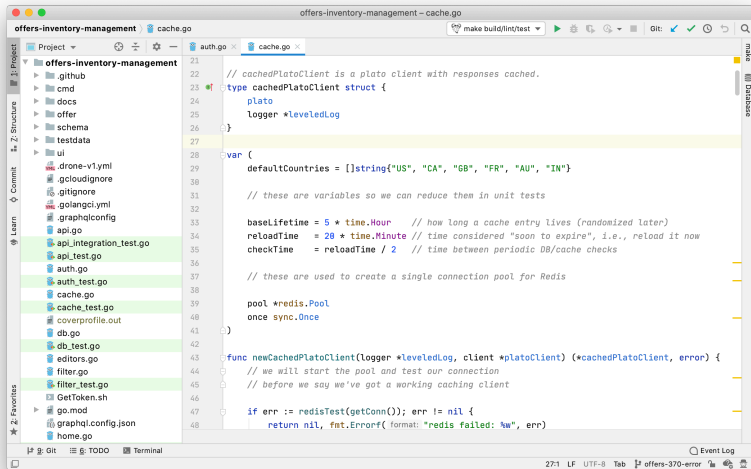 offers-inventory-management – cache.go
offers-inventory-management cache.go make build/lint/test Git:
Project auth.go cache.go
1: Project
Z: Structure
Commit
Learn
2: Favorites
offers-inventory-management
.github
cmd
docs
offer
schema
testdata
ui
.drone-v1.yml
.gcloudignore
.gitignore
.golangci.yml
.graphqlconfig
api.go
api_integration_test.go
api_test.go
auth.go
auth_test.go
cache.go
cache_test.go
coverprofile.out
db.go
db_test.go
editors.go
filter.go
filter_test.go
GetToken.sh
go.mod
graphql.config.json
home.go
21
22 // cachedPlatoClient is a plato client with responses cached.
23 type cachedPlatoClient struct {
24 plato
25 logger *leveledLog
26 }
27
28 var (
29 defaultCountries = []string{"US", "CA", "GB", "FR", "AU", "IN"}
30
31 // these are variables so we can reduce them in unit tests
32
33 baseLifetime = 5 * time.Hour // how long a cache entry lives (randomized later)
34 reloadTime = 20 * time.Minute // time considered "soon to expire", i.e., reload it now
35 checkTime = reloadTime / 2 // time between periodic DB/cache checks
36
37 // these are used to create a single connection pool for Redis
38
39 pool *redis.Pool
40 once sync.Once
41 )
42
43 func newCachedPlatoClient(logger *leveledLog, client *platoClient) (*cachedPlatoClient, error) {
44 // we will start the pool and test our connection
45 // before we say we've got a working caching client
46
47 if err := redisTest(getConn()); err != nil {
48 return nil, fmt.Errorf( format: "redis failed: %w", err)
make
Database
9: Git 6: TODO Terminal Event Log
27:1 LF UTF-8 Tab offers-370-error